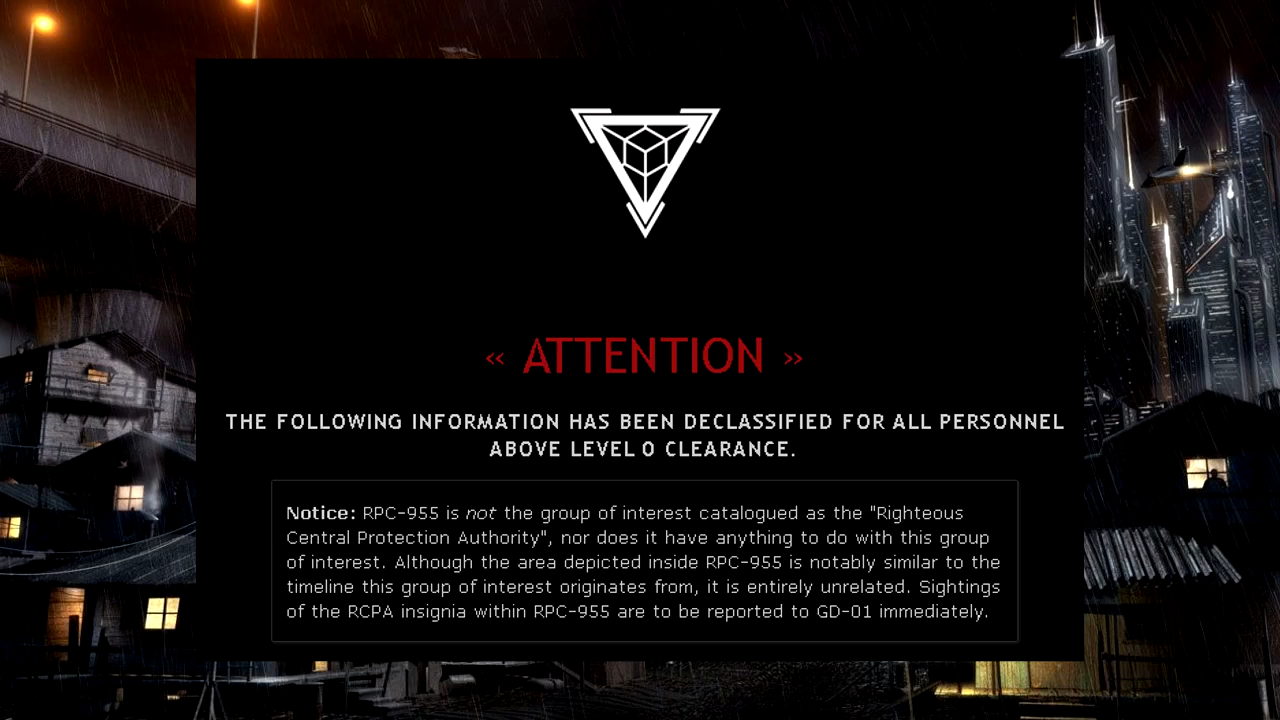 « ATTENTION »
THE FOLLOWING INFORMATION HAS BEEN DECLASSIFIED FOR ALL PERSONNEL
ABOVE LEVEL 0 CLEARANCE.
Notice: RPC-955 is not the group of interest catalogued as the "Righteous
Central Protection Authority", nor does it have anything to do with this group
of interest. Although the area depicted inside RPC-955 is notably similar to the
timeline this group of interest originates from, it is entirely unrelated. Sightings
of the RCPA insignia within RPC-955 are to be reported to GD-01 immediately.